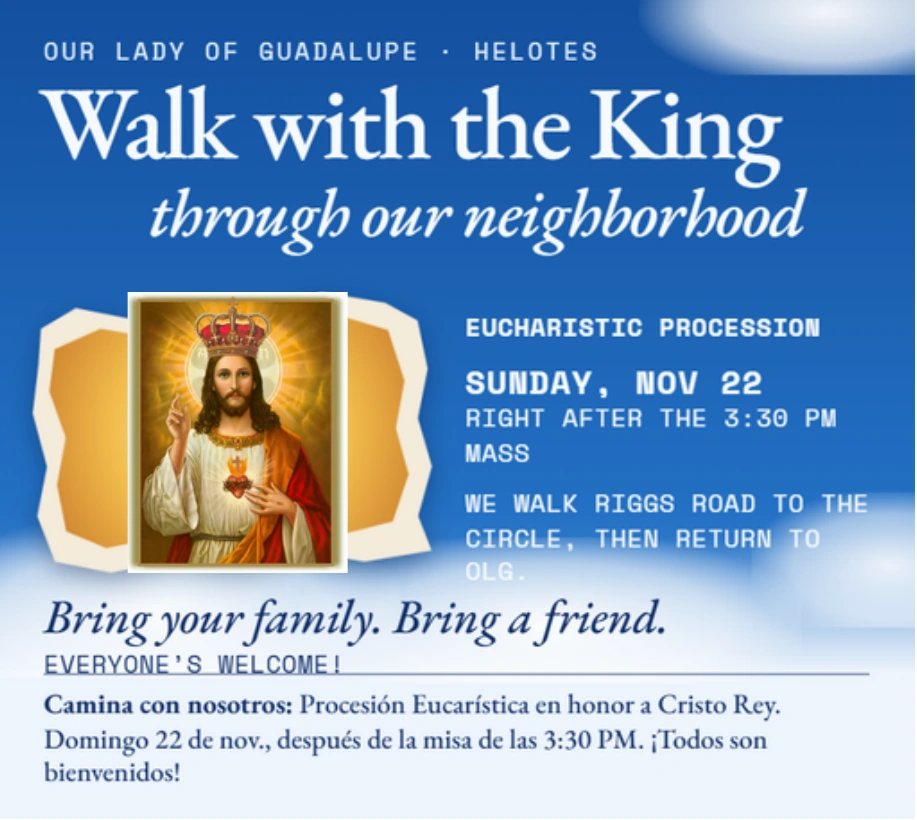 OUR LADY OF GUADALUPE · HELOTES
Walk with the King
through our neighborhood
EUCHARISTIC PROCESSION
SUNDAY, NOV 22
RIGHT AFTER THE 3:30 PM
MASS
WE WALK RIGGS ROAD TO THE
CIRCLE, THEN RETURN TO
OLG.
Bring your family. Bring a friend.
EVERYONE'S WELCOME!
Camina con nosotros: Procesión Eucarística en honor a Cristo Rey.
Domingo 22 de nov., después de la misa de las 3:30 PM. ¡Todos son
bienvenidos!